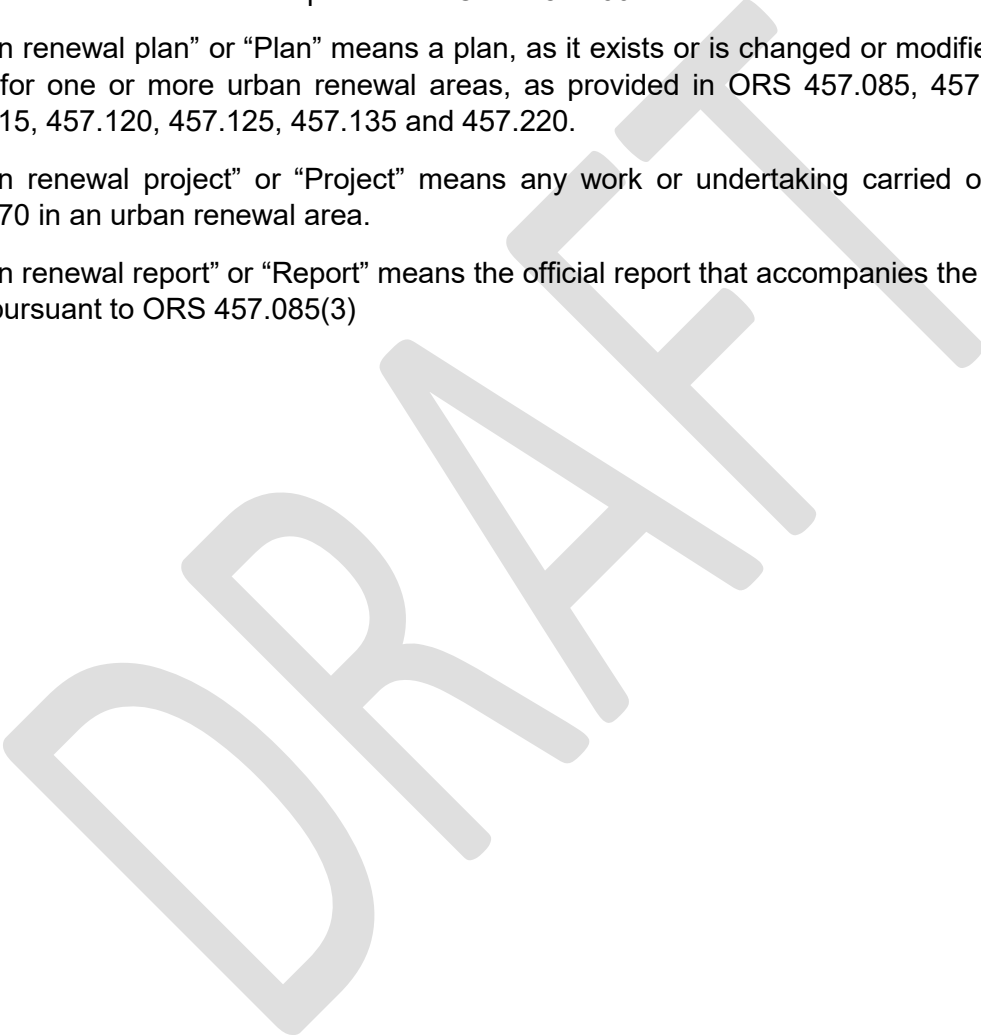 n renewal plan” or “Plan” means a plan, as it exists or is changed or modifie
for one or more urban renewal areas, as provided in ORS 457.085, 457
15, 457.120, 457.125, 457.135 and 457.220.
n renewal project” or “Project” means any work or undertaking carried o
70 in an urban renewal area.
n renewal report” or “Report” means the official report that accompanies the
pursuant to ORS 457.085(3)
DRAFT